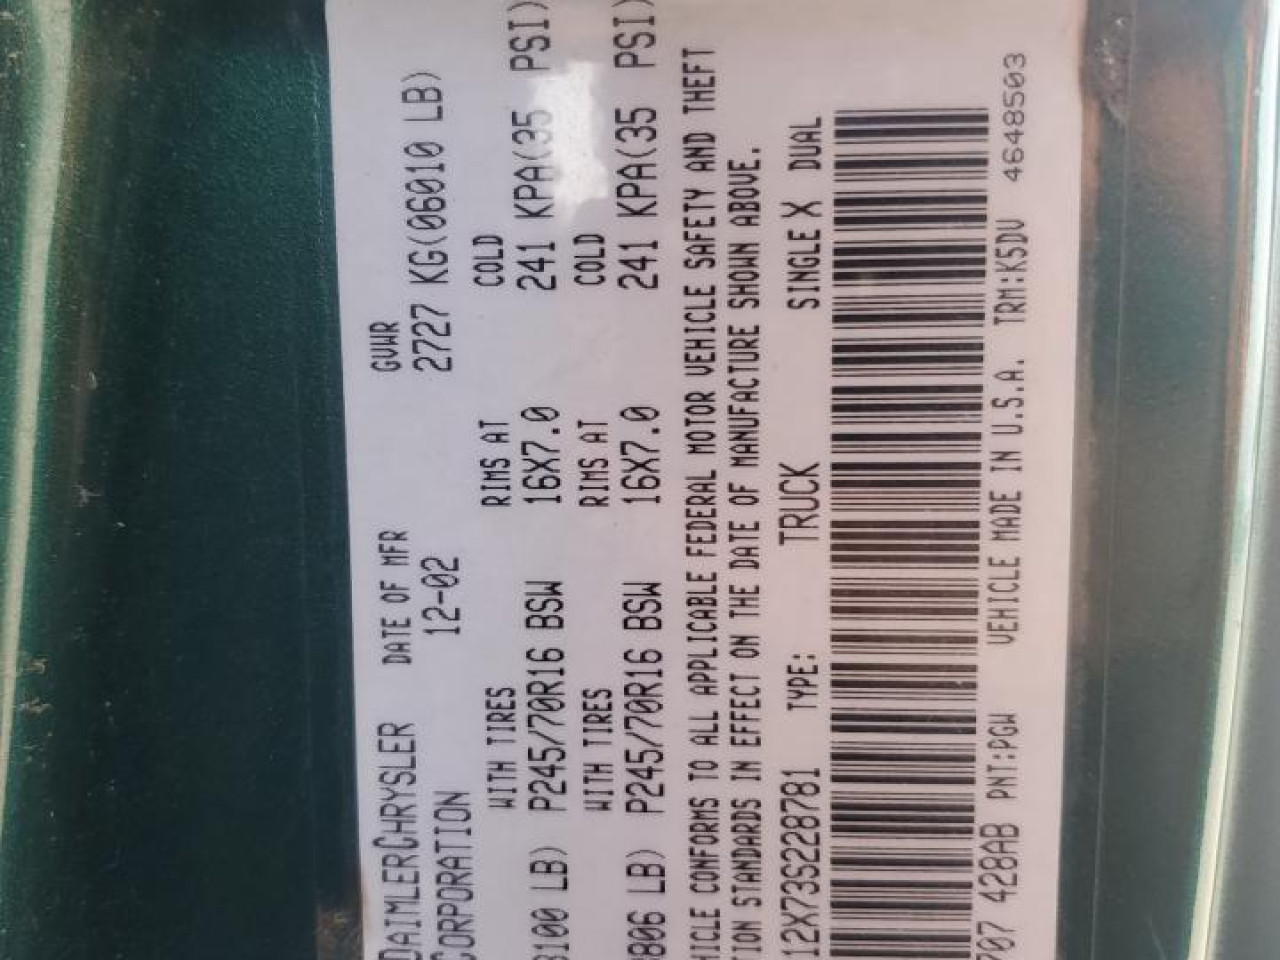 DAIMLERCHRYSLER DATE OF MFR GVWR
CORPORATION 12-02 2727 KG(06010 LB)
WITH TIRES RIMS AT COLD
3100 LB) P245/70R16 BSW 16X7.0 241 KPA(35 PSI)
WITH TIRES RIMS AT COLD
806 LB) P245/70R16 BSW 16X7.0 241 KPA(35 PSI)
HICLE CONFORMS TO ALL APPLICABLE FEDERAL MOTOR VEHICLE SAFETY AND THEFT
TION STANDARDS IN EFFECT ON THE DATE OF MANUFACTURE SHOWN ABOVE.
12X73S228781 TYPE: TRUCK SINGLE X DUAL
707 428AB PNT:PGW VEHICLE MADE IN U.S.A. TRM:K5DV 4648503